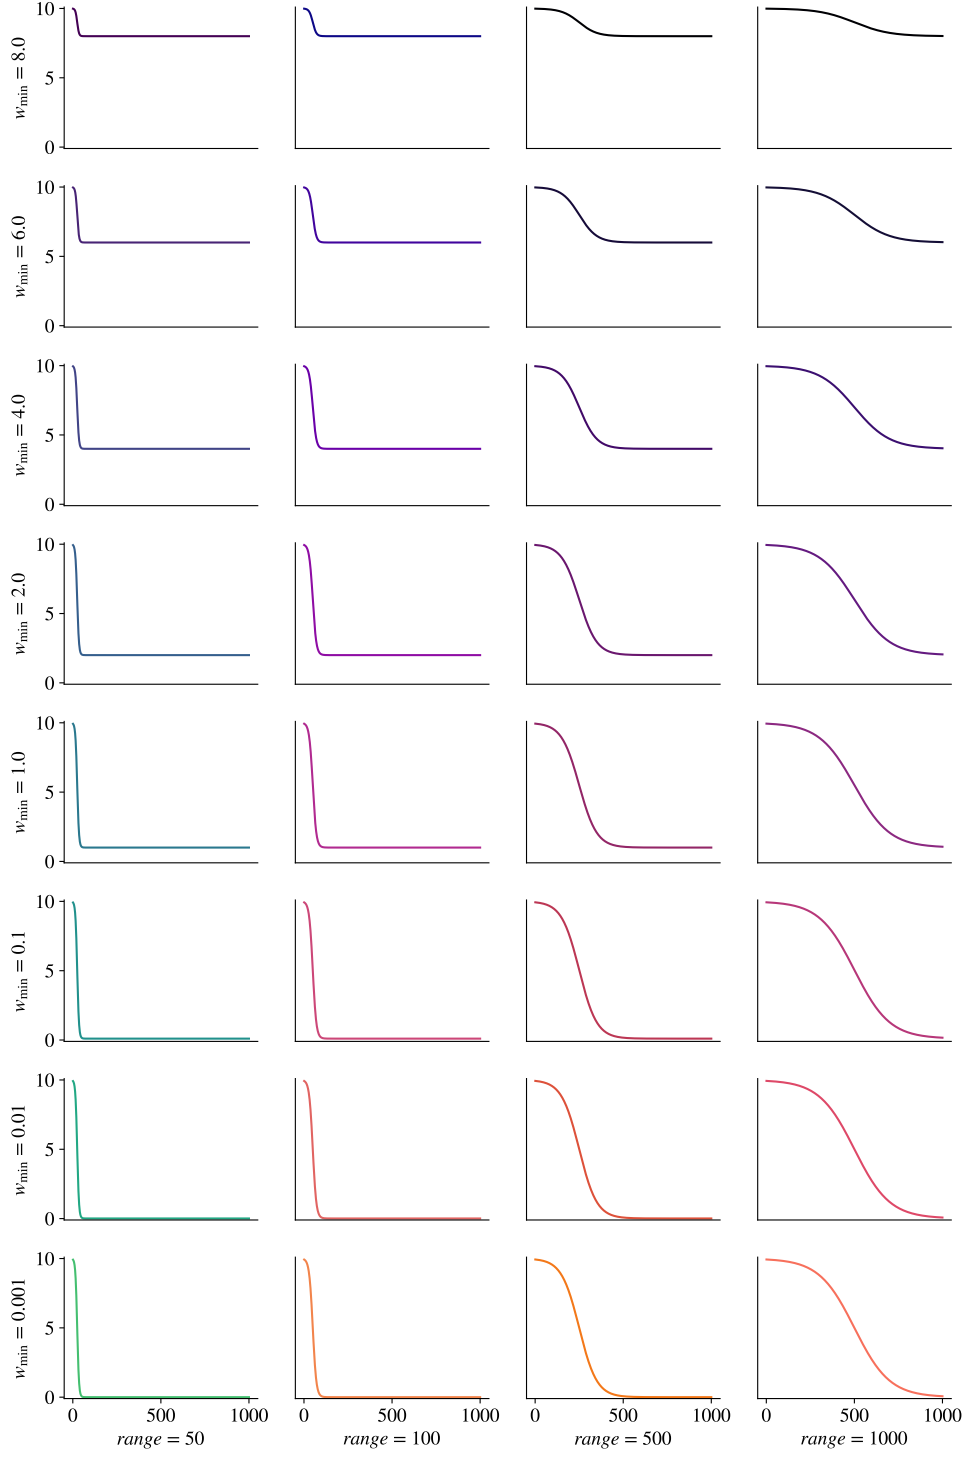 10
5
0
w_min = 8.0
10
5
0
w_min = 6.0
10
5
0
w_min = 4.0
10
5
0
w_min = 2.0
10
5
0
w_min = 1.0
10
5
0
w_min = 0.1
10
5
0
w_min = 0.01
10
5
0
w_min = 0.001
0 500 1000 0 500 1000 0 500 1000 0 500 1000
range = 50 range = 100 range = 500 range = 1000